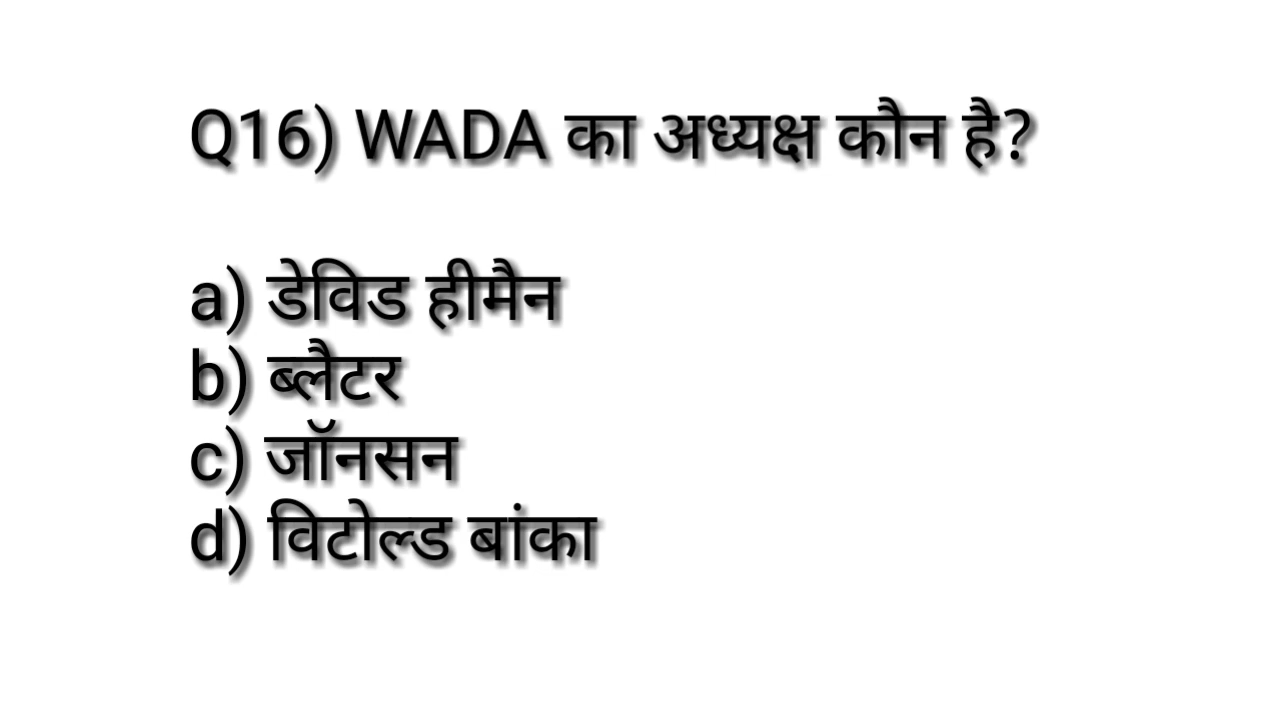 Q16) WADA का अध्यक्ष कौन है?
a) डेविड हीमैन
b) ब्लैटर
c) जॉनसन
d) विटोल्ड बांका